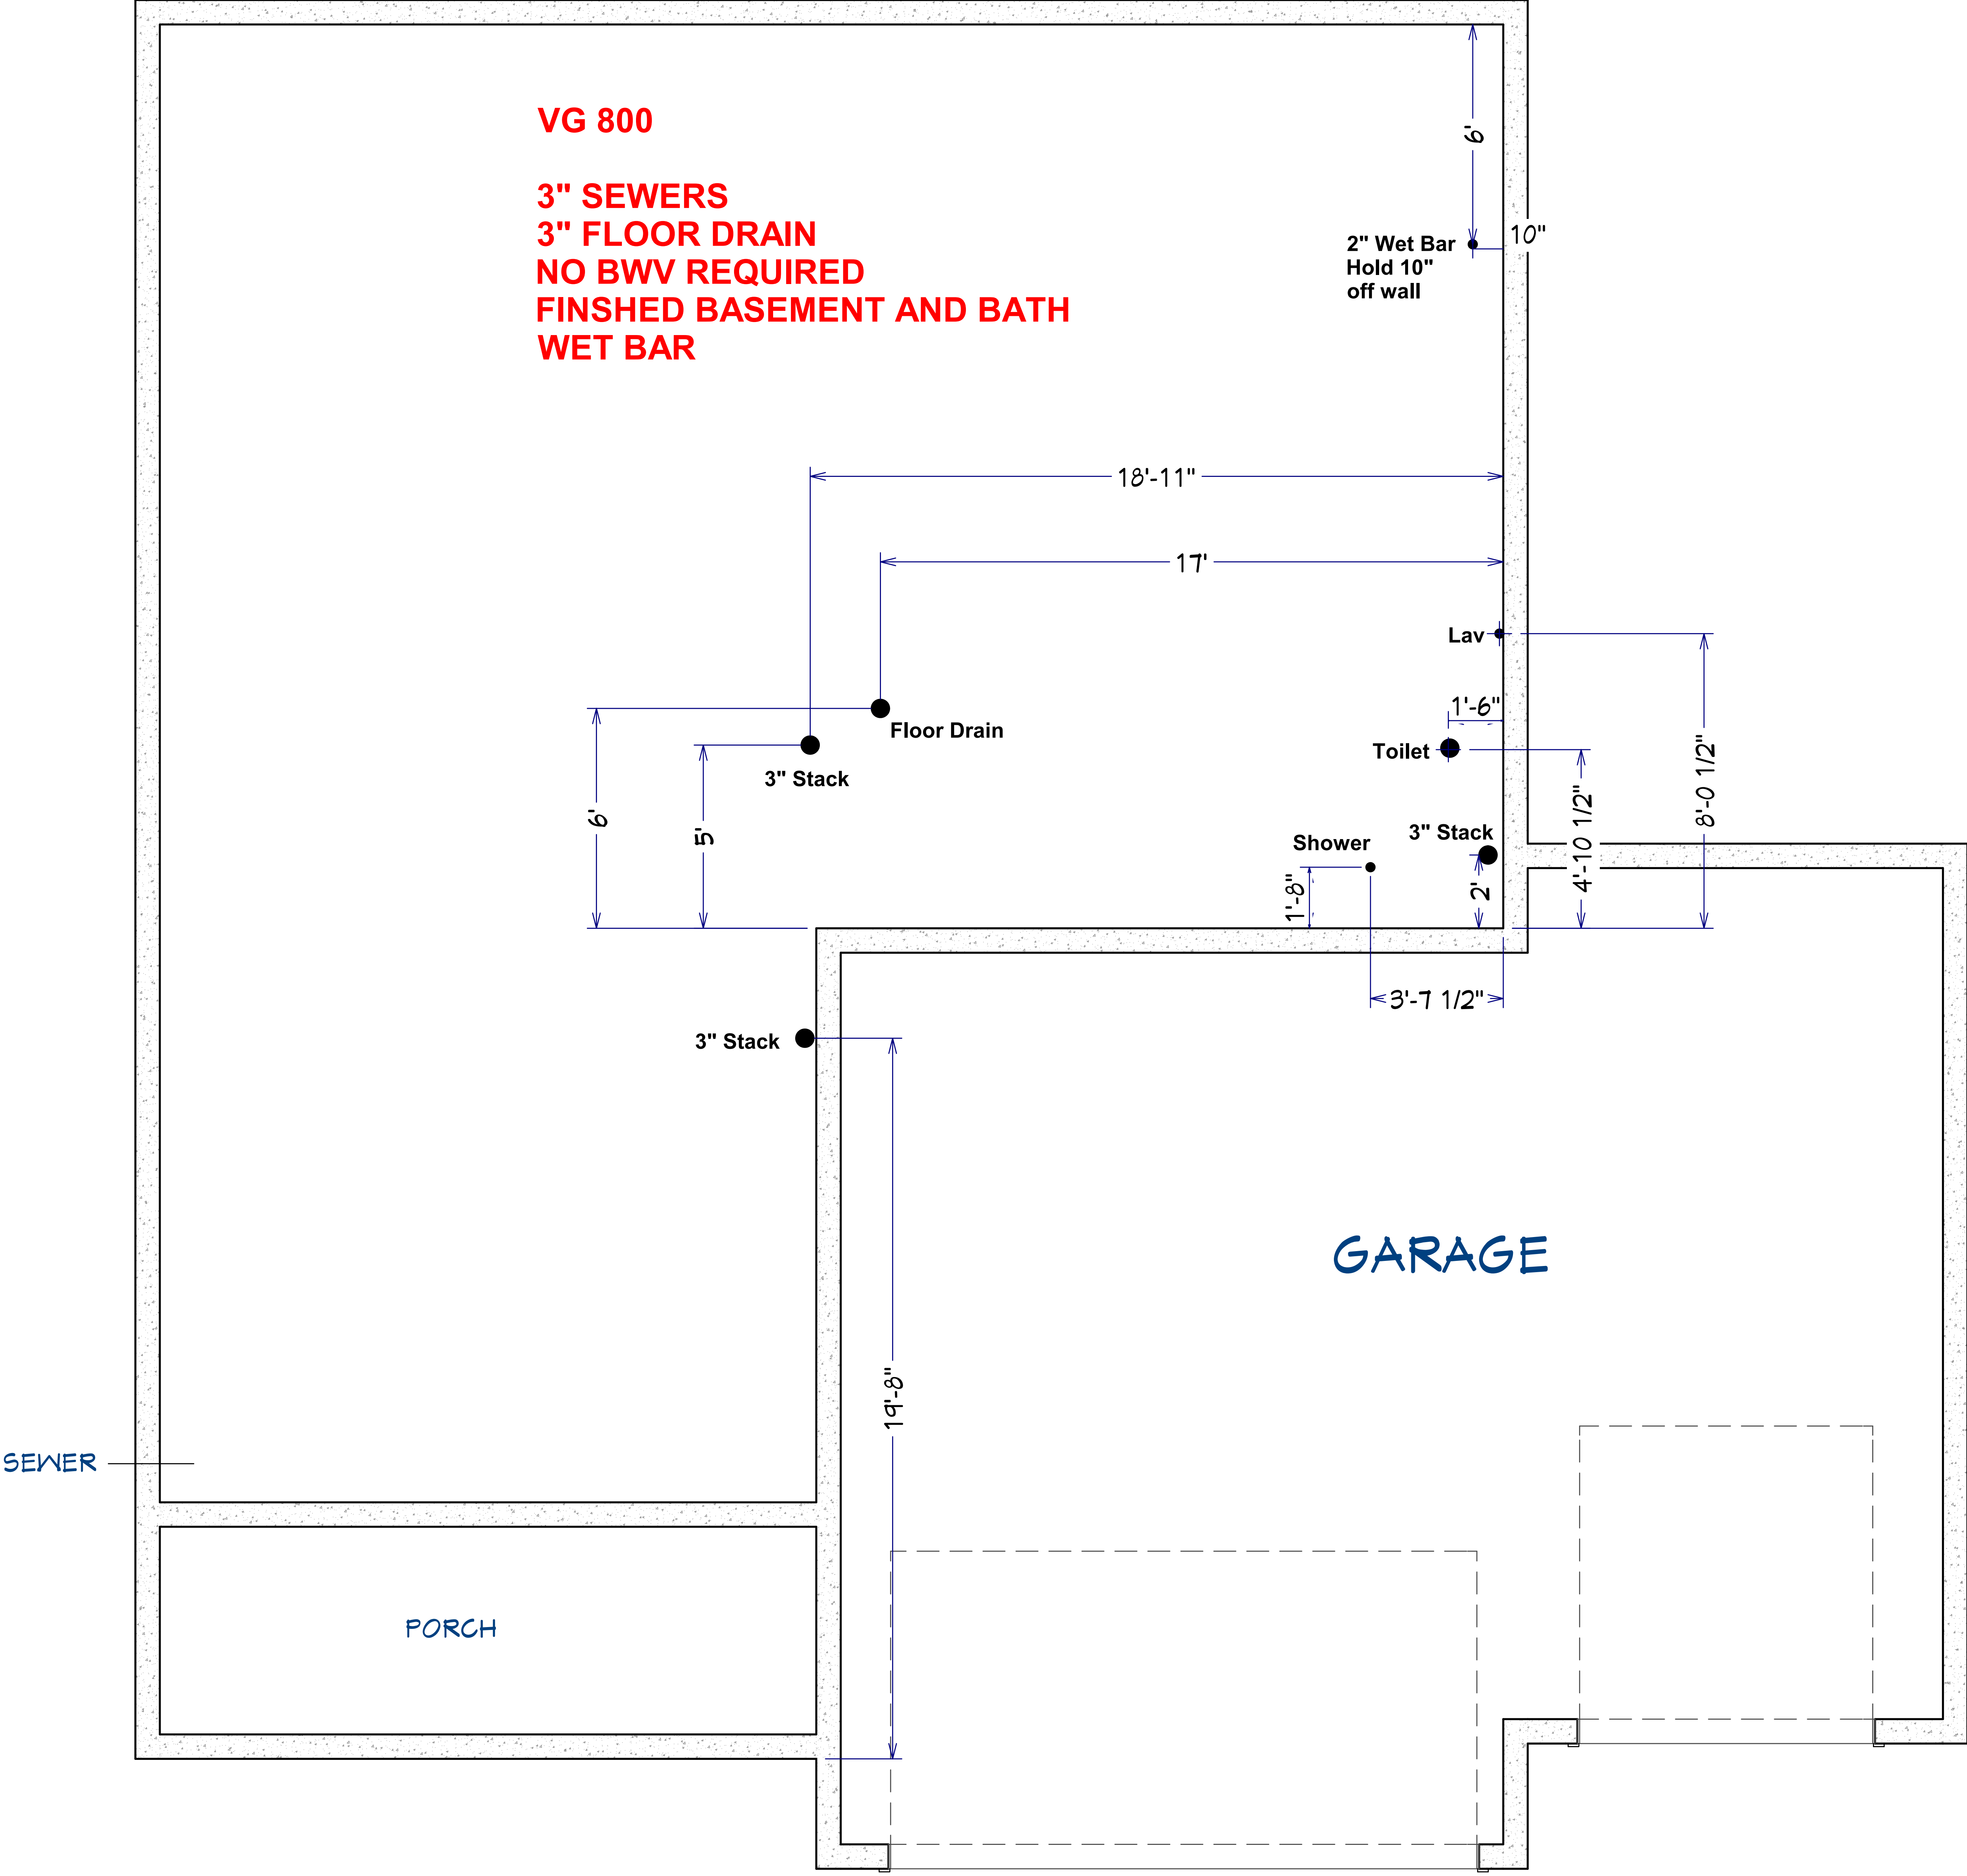 VG 800
3" SEWERS
3" FLOOR DRAIN
NO BWV REQUIRED
FINSHED BASEMENT AND BATH
WET BAR
6'
10"
2" Wet Bar
Hold 10"
off wall
18'-11"
17'
Lav
1'-6"
Floor Drain
Toilet
3" Stack
8'-0 1/2"
4'-10 1/2"
6'
5'
Shower
3" Stack
1'-8"
2'
3'-7 1/2"
3" Stack
GARAGE
19'-8"
SEWER
PORCH